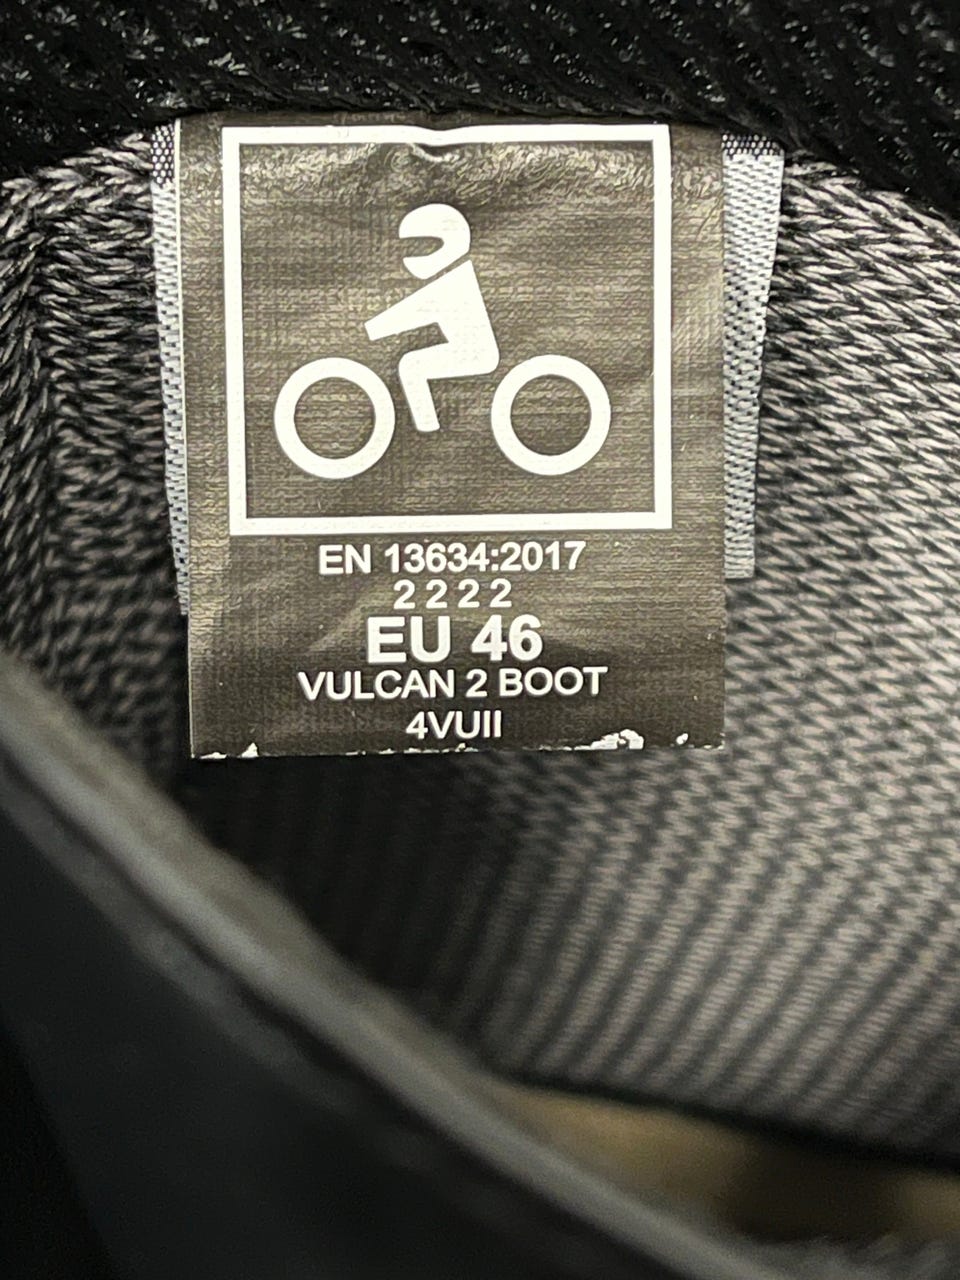 EN 13634:2017
2 2 2 2
EU 46
VULCAN 2 BOOT
4VUII